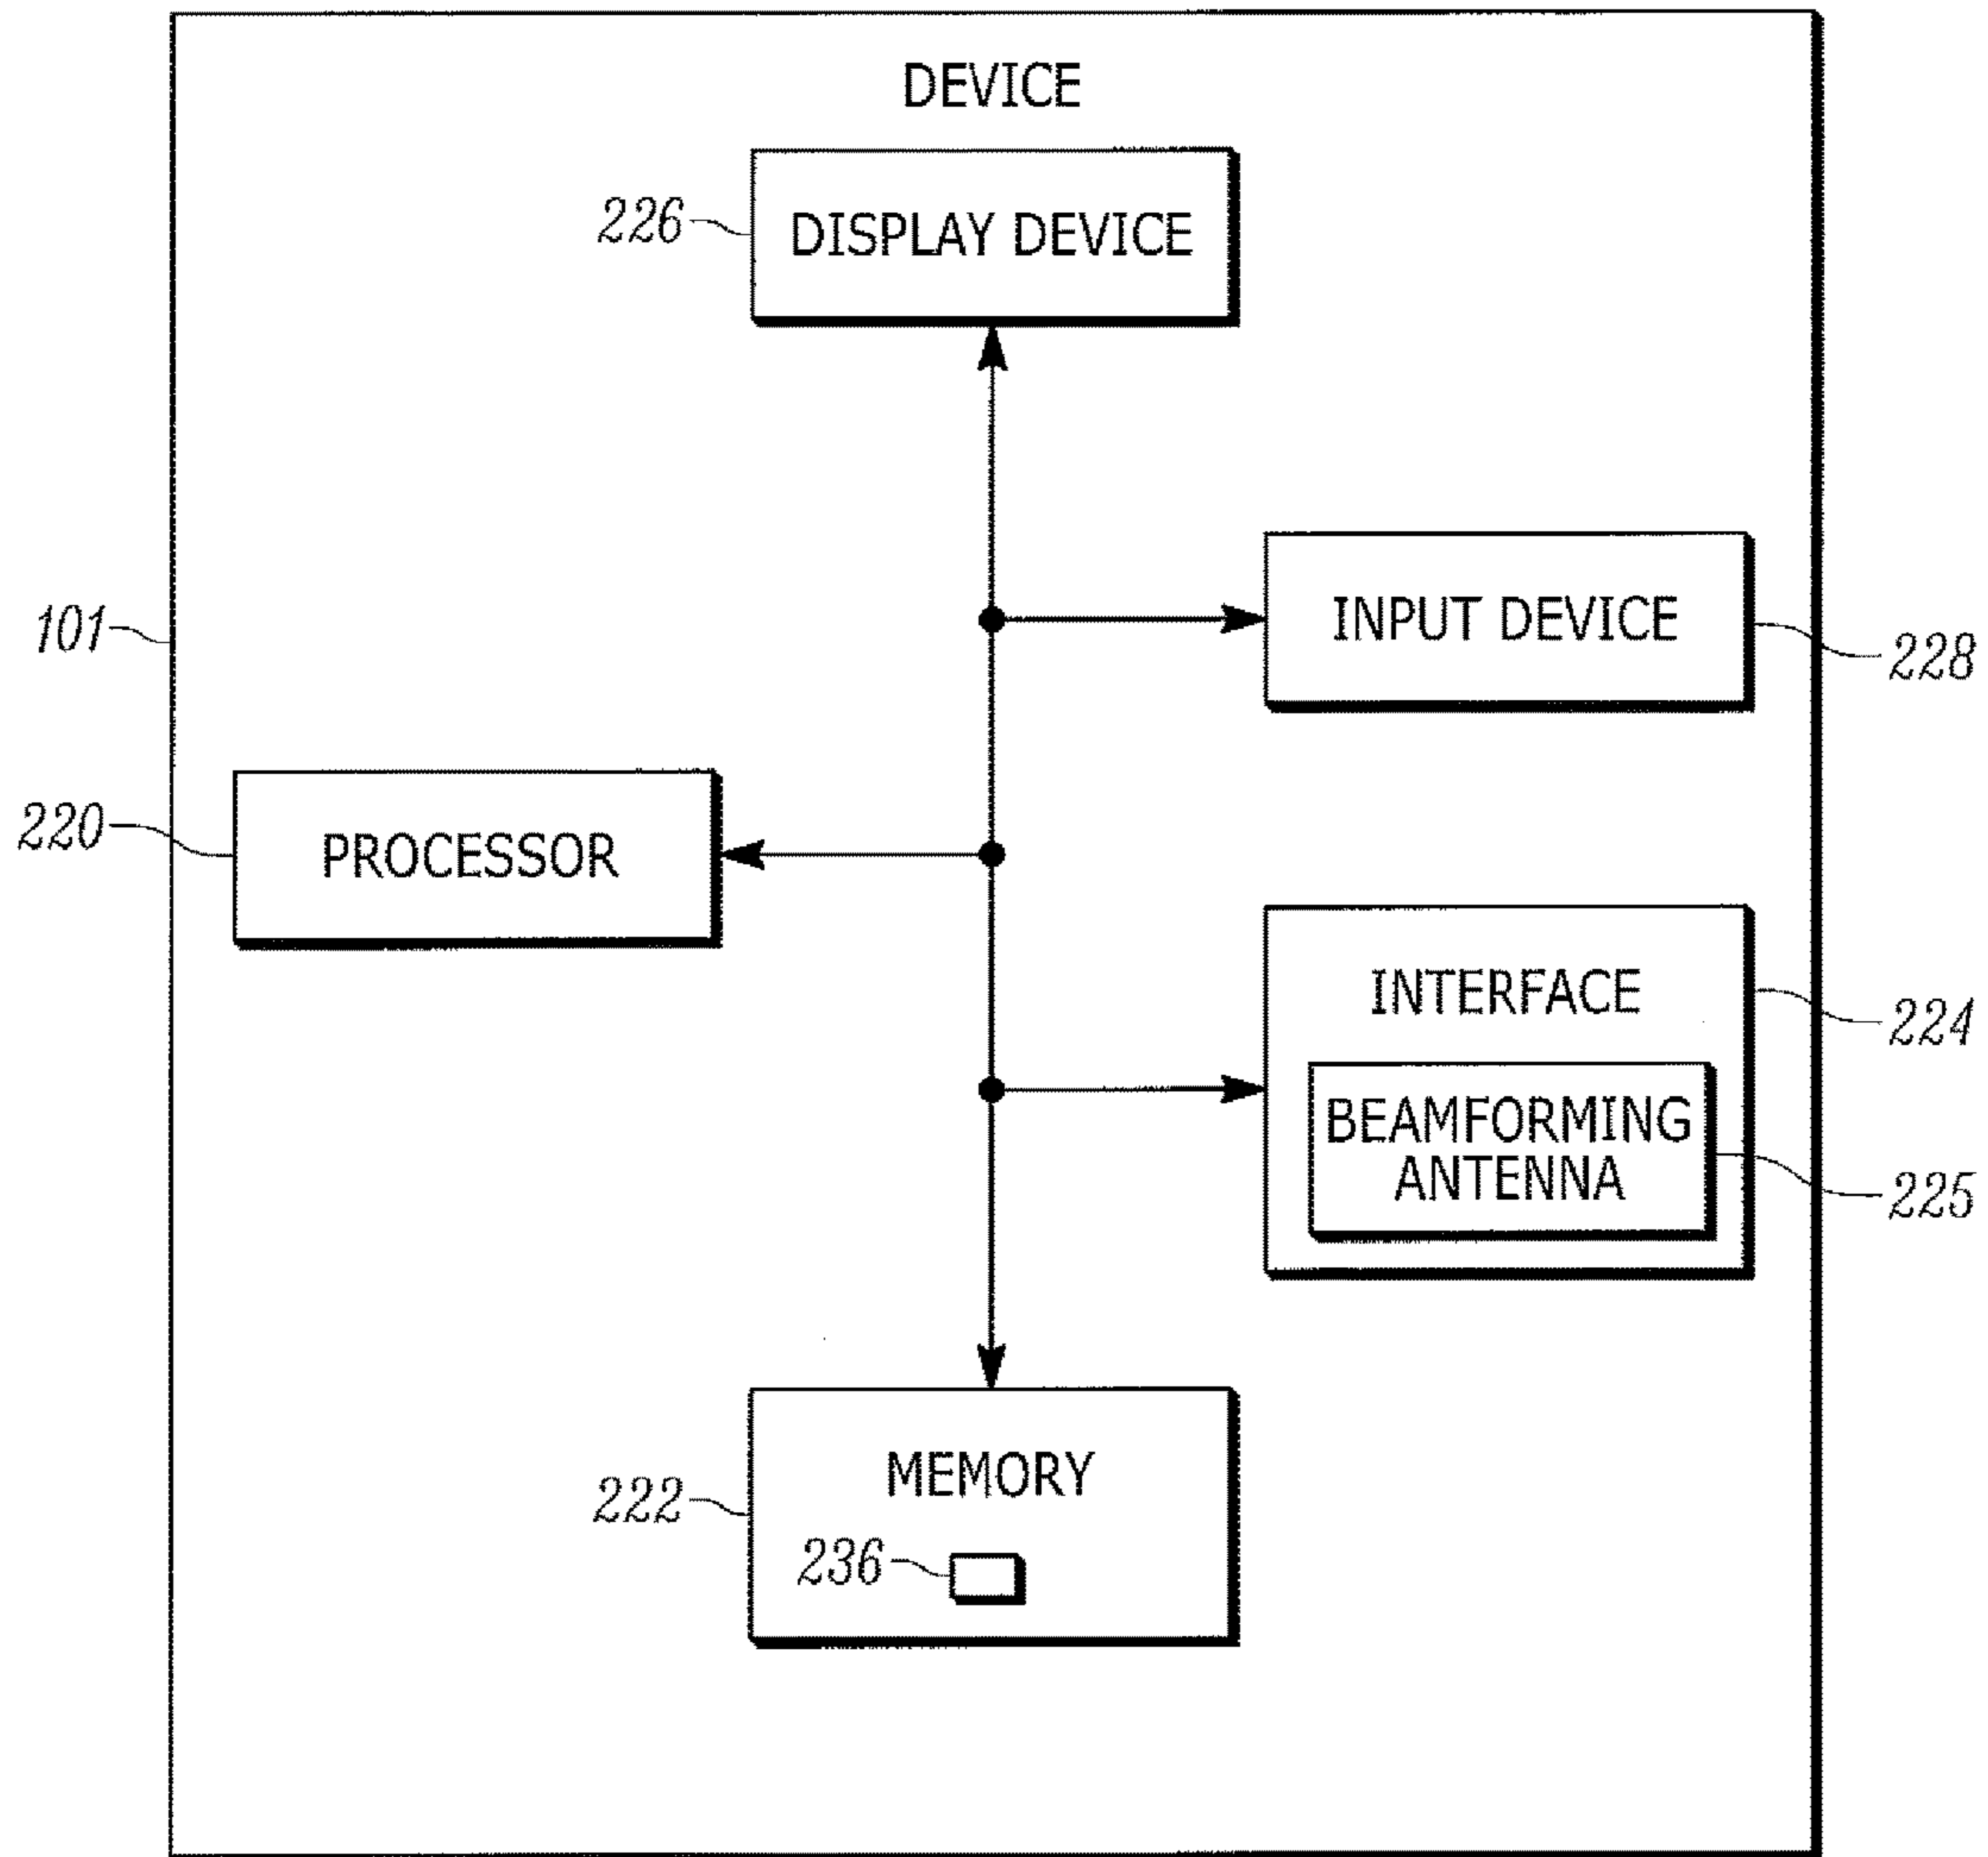 DEVICE
226
DISPLAY DEVICE
101
INPUT DEVICE
228
220
PROCESSOR
INTERFACE
224
BEAMFORMING
ANTENNA
225
MEMORY
222
236